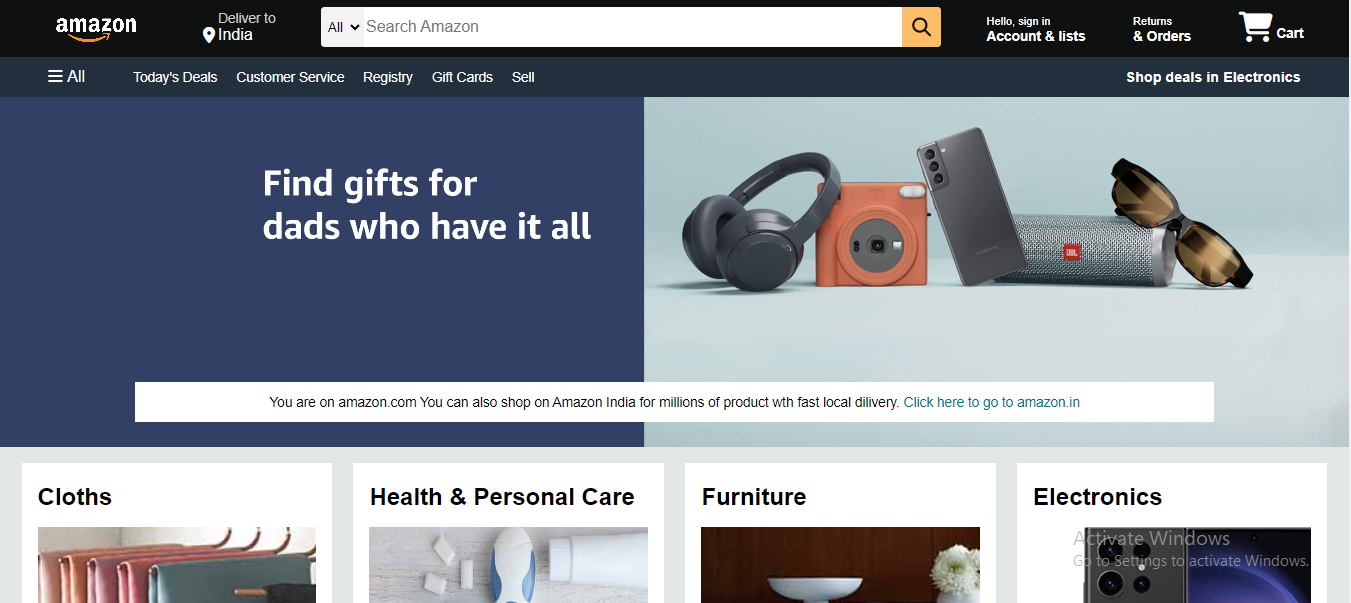 amazon
Deliver to
India
All
Search Amazon
Hello, sign in
Account & lists
Returns
& Orders
Cart
All
Today's Deals
Customer Service
Registry
Gift Cards
Sell
Shop deals in Electronics
Find gifts for
dads who have it all
SAMSUNG
JBL
You are on amazon.com You can also shop on Amazon India for millions of product wth fast local dilivery. Click here to go to amazon.in
Cloths
Health & Personal Care
Furniture
Electronics
Activate Windows
Go to Settings to activate Windows.